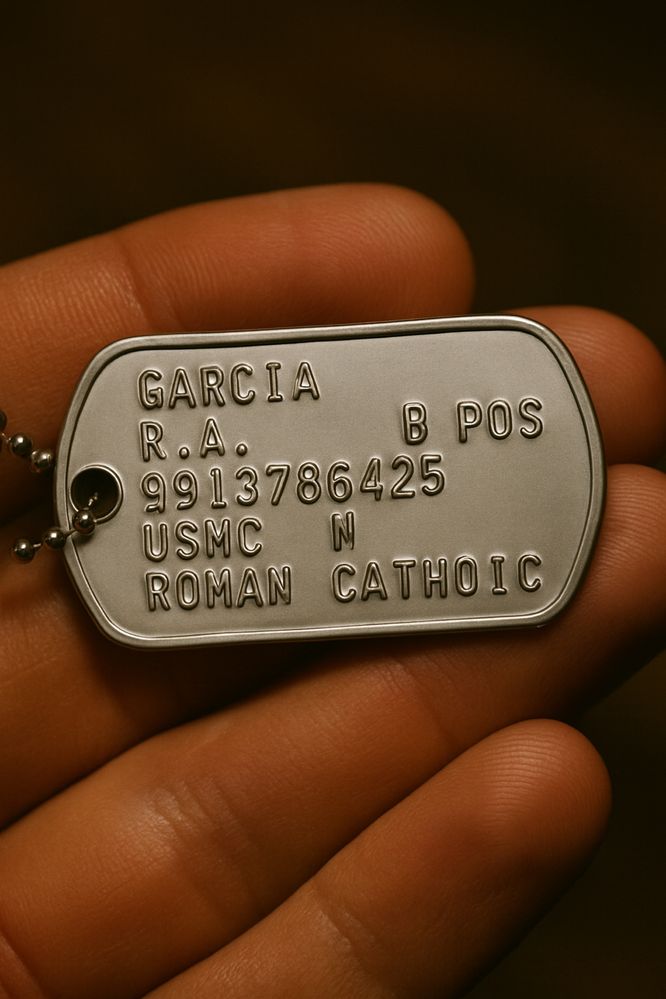 GARCIA
R.A. B POS
9913786425
USMC N
ROMAN CATHOIC